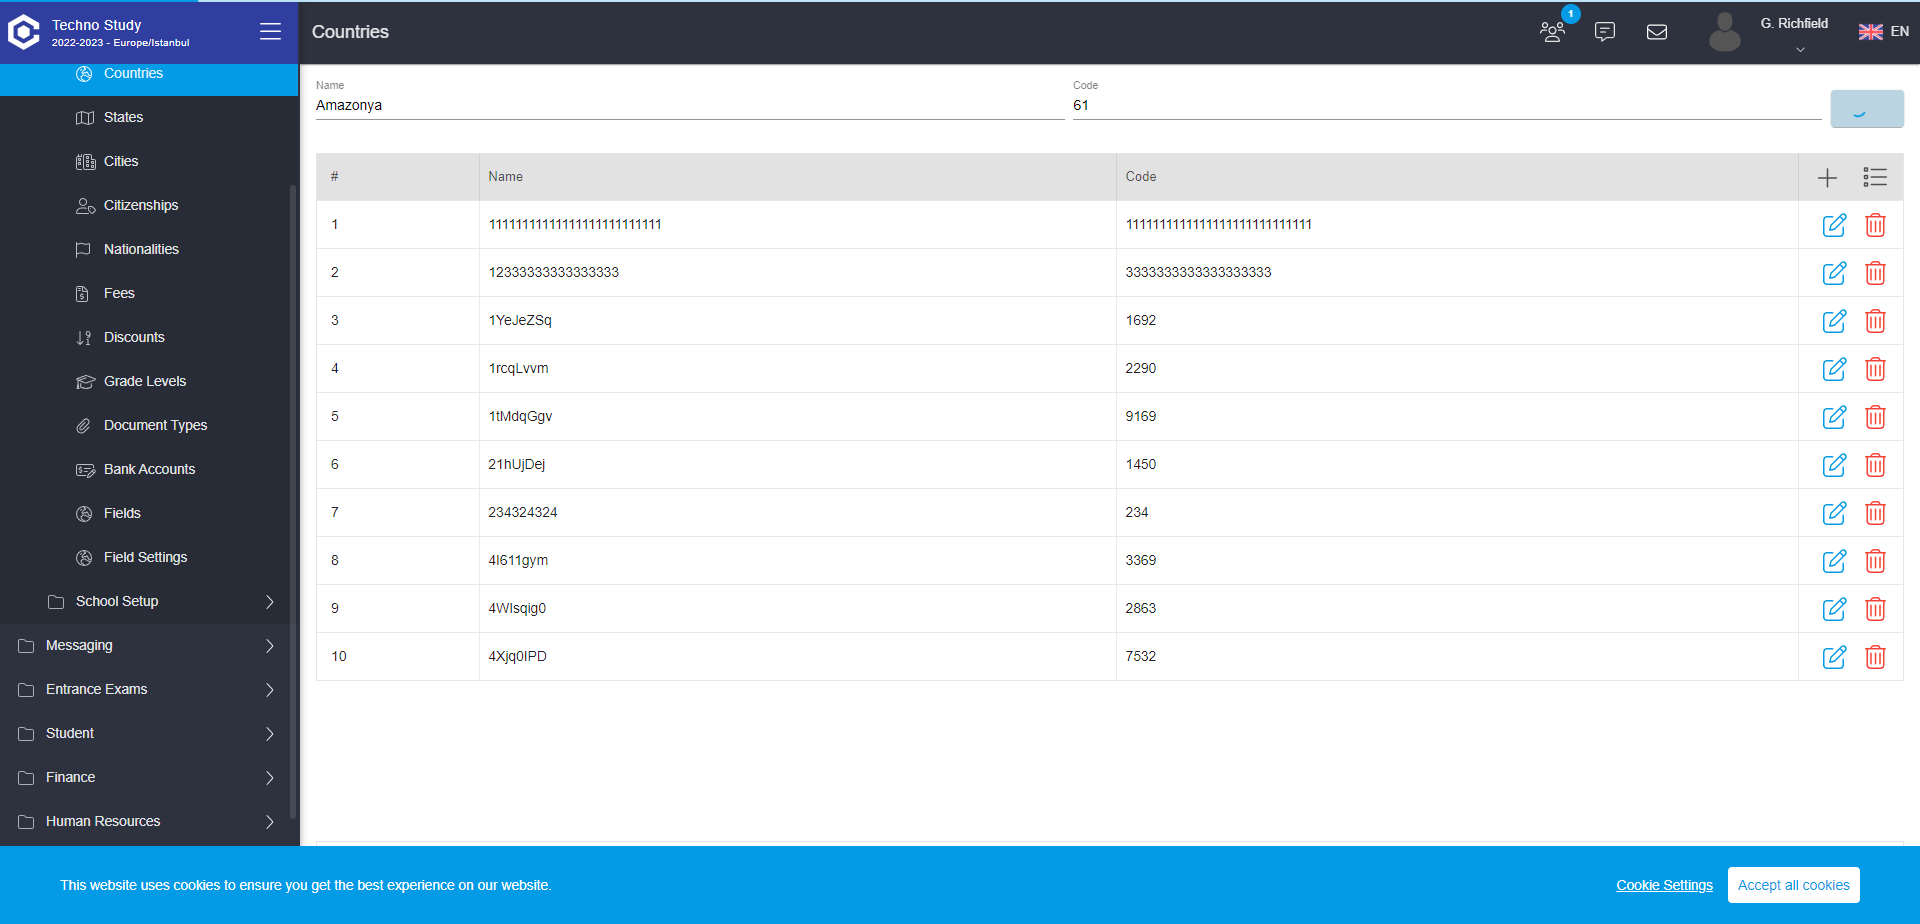 Techno Study
2022-2023 - Europe/Istanbul
Countries
1
G. Richfield
EN
Countries
States
Cities
Citizenships
Nationalities
Fees
Discounts
Grade Levels
Document Types
Bank Accounts
Fields
Field Settings
School Setup
Messaging
Entrance Exams
Student
Finance
Human Resources
Name
Amazonya
Code
61
# Name Code
1 11111111111111111111111111 1111111111111111111111111111
2 12333333333333333 3333333333333333333
3 1YeJeZSq 1692
4 1rcqLvvm 2290
5 1tMdqGgv 9169
6 21hUjDej 1450
7 234324324 234
8 4I611gym 3369
9 4WIsqig0 2863
10 4Xjq0IPD 7532
This website uses cookies to ensure you get the best experience on our website.
Cookie Settings
Accept all cookies